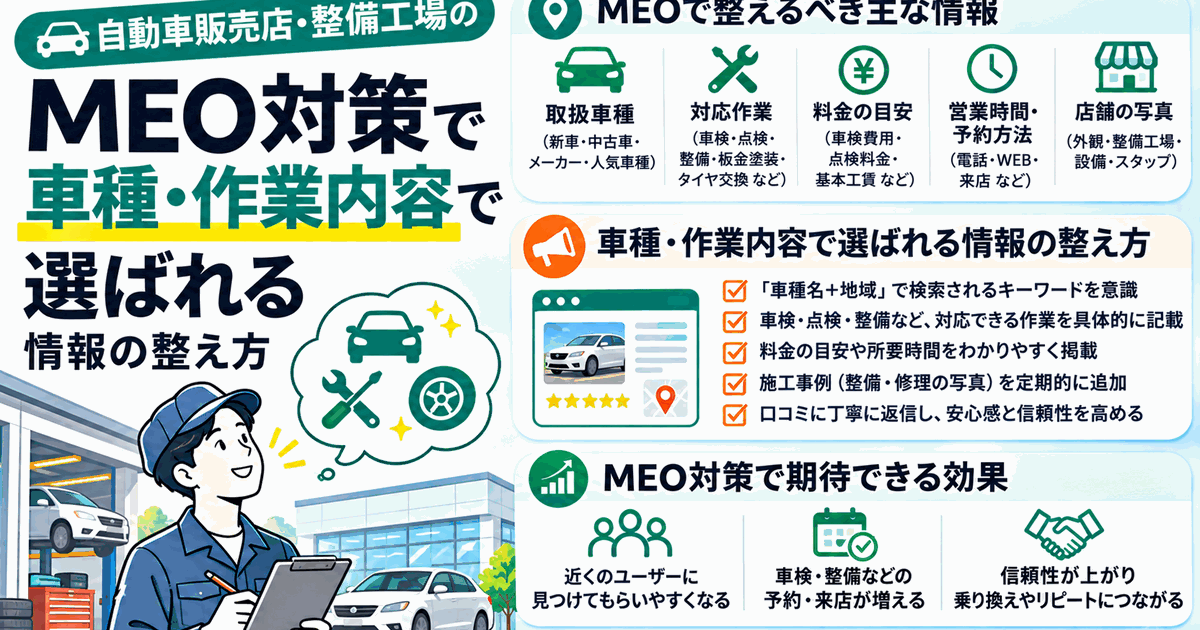 自動車販売店・整備工場の
MEO対策で
車種・作業内容で
選ばれる
情報の整え方
MEOで整えるべき主な情報
取扱車種
(新車・中古車・
メーカー・人気車種)
対応作業
(車検・点検・
整備・板金塗装・
タイヤ交換 など)
料金の目安
(車検費用・
点検料金・
基本工賃 など)
営業時間・
予約方法
(電話・WEB・
来店 など)
店舗の写真
(外観・整備工場・
設備・スタッフ)
車種・作業内容で選ばれる情報の整え方
「車種名+地域」で検索されるキーワードを意識
車検・点検・整備など、対応できる作業を具体的に記載
料金の目安や所要時間をわかりやすく掲載
施工事例(整備・修理の写真)を定期的に追加
口コミに丁寧に返信し、安心感と信頼性を高める
MEO対策で期待できる効果
近くのユーザーに
見つけてもらいやすくなる
車検・整備などの
予約・来店が増える
信頼性が上がり
乗り換えやリピートにつながる